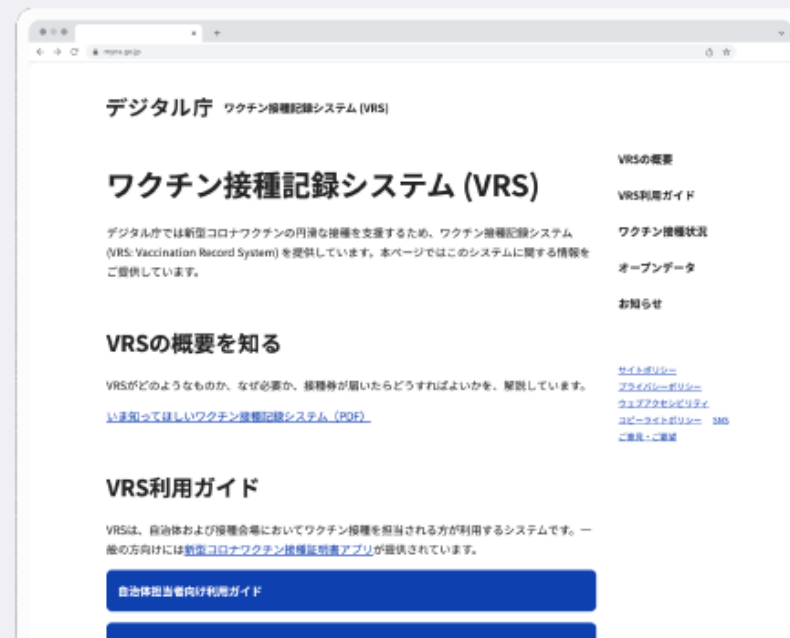 デジタル庁 ワクチン接種記録システム (VRS)
ワクチン接種記録システム (VRS)
デジタル庁では新型コロナワクチンの円滑な接種を支援するため、ワクチン接種記録システム
(VRS: Vaccination Record System) を提供しています。本ページではこのシステムに関する情報を
ご提供しています。
VRSの概要を知る
VRSがどのようなものか、なぜ必要か、接種券が届いたらどうすればよいかを、解説しています。
いま知ってほしいワクチン接種記録システム（PDF）
VRS利用ガイド
VRSは、自治体および接種会場においてワクチン接種を担当される方が利用するシステムです。一
般の方向けには新型コロナワクチン接種証明書アプリが提供されています。
自治体担当者向け利用ガイド
VRSの概要
VRS利用ガイド
ワクチン接種状況
オープンデータ
お知らせ
サイトポリシー
プライバシーポリシー
ウェブアクセシビリティ
コピーライトポリシー SNS
ご意見・ご要望